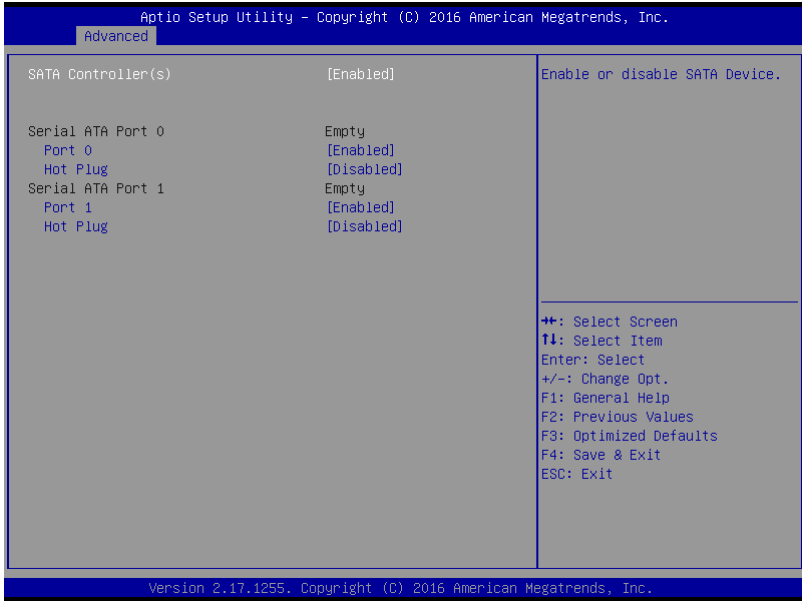 Aptio Setup Utility – Copyright (C) 2016 American Megatrends, Inc.
Advanced
SATA Controller(s) [Enabled]
Serial ATA Port 0 Empty
Port 0 [Enabled]
Hot Plug [Disabled]
Serial ATA Port 1 Empty
Port 1 [Enabled]
Hot Plug [Disabled]
Enable or disable SATA Device.
→←: Select Screen
↑↓: Select Item
Enter: Select
+/-: Change Opt.
F1: General Help
F2: Previous Values
F3: Optimized Defaults
F4: Save & Exit
ESC: Exit
Version 2.17.1255. Copyright (C) 2016 American Megatrends, Inc.